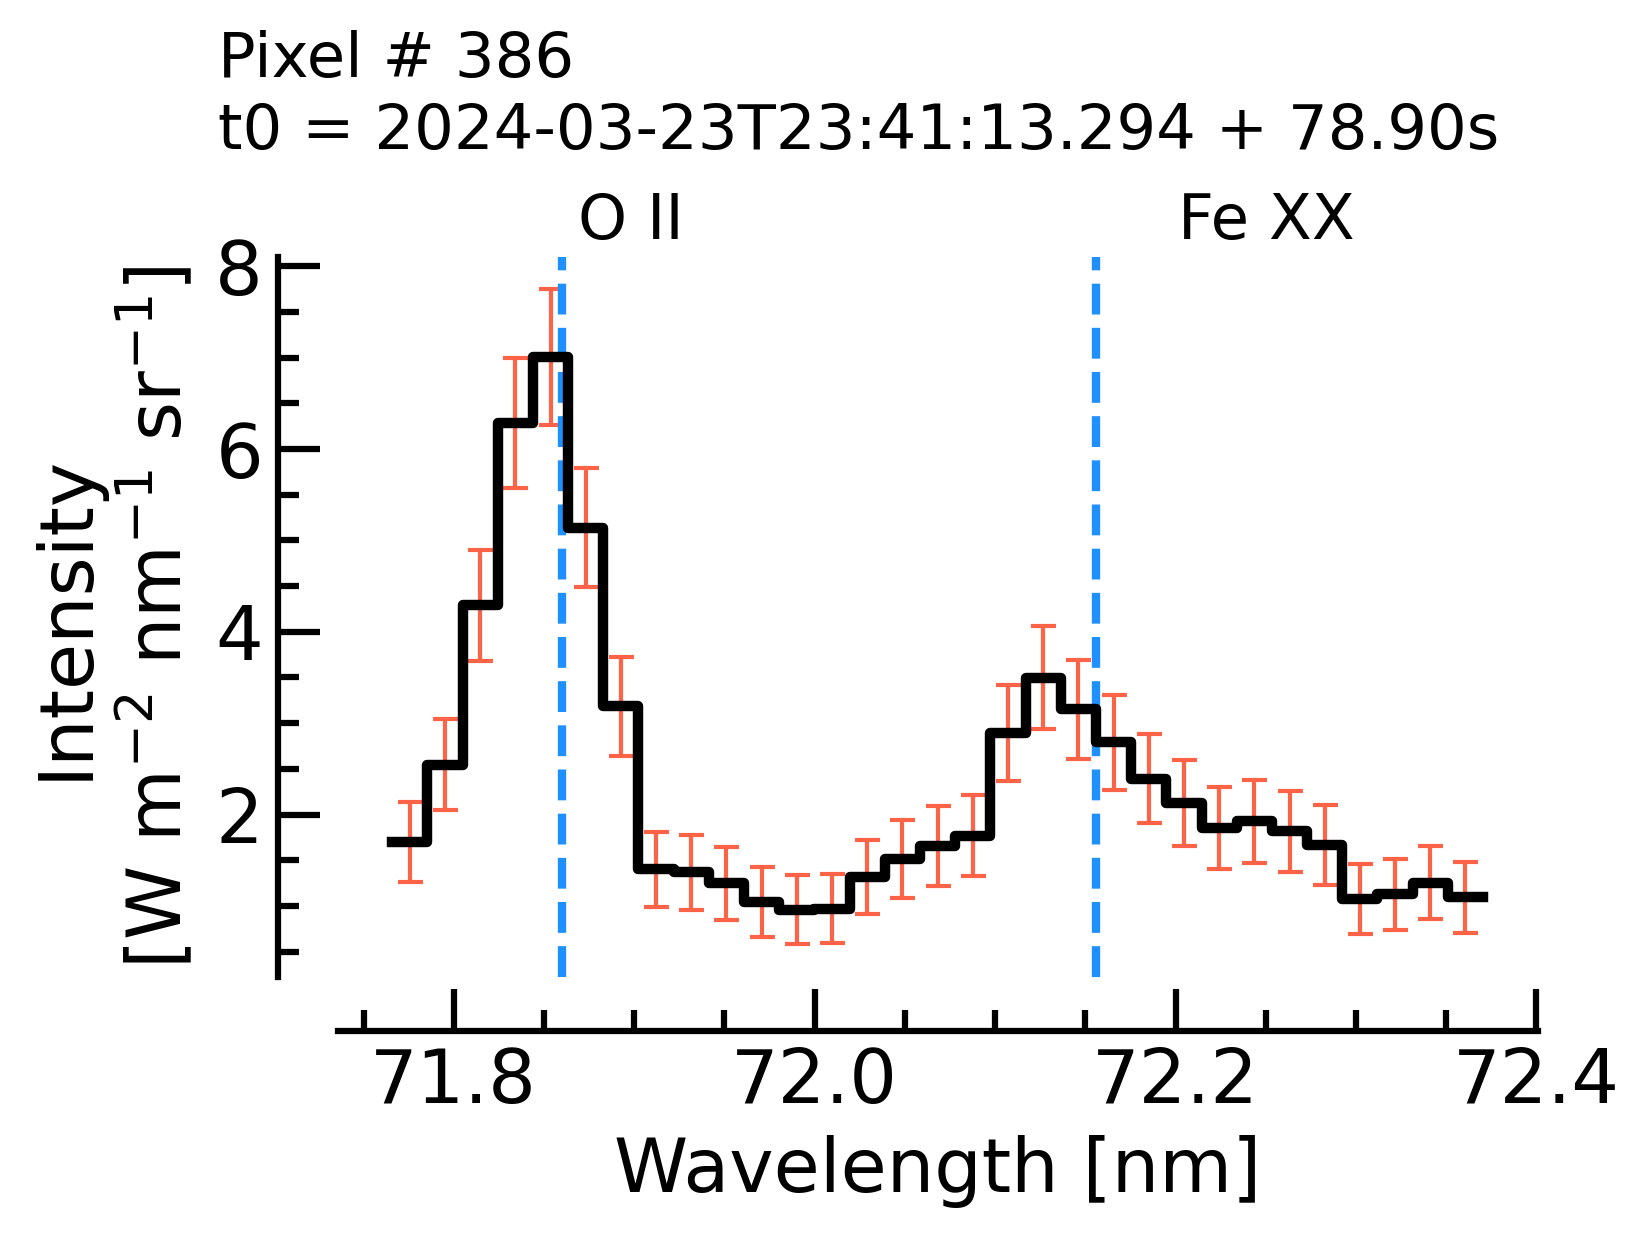 Pixel # 386
t0 = 2024-03-23T23:41:13.294 + 78.90s
O II Fe XX
Intensity
[W m⁻² nm⁻¹ sr⁻¹]
8
6
4
2
71.8 72.0 72.2 72.4
Wavelength [nm]